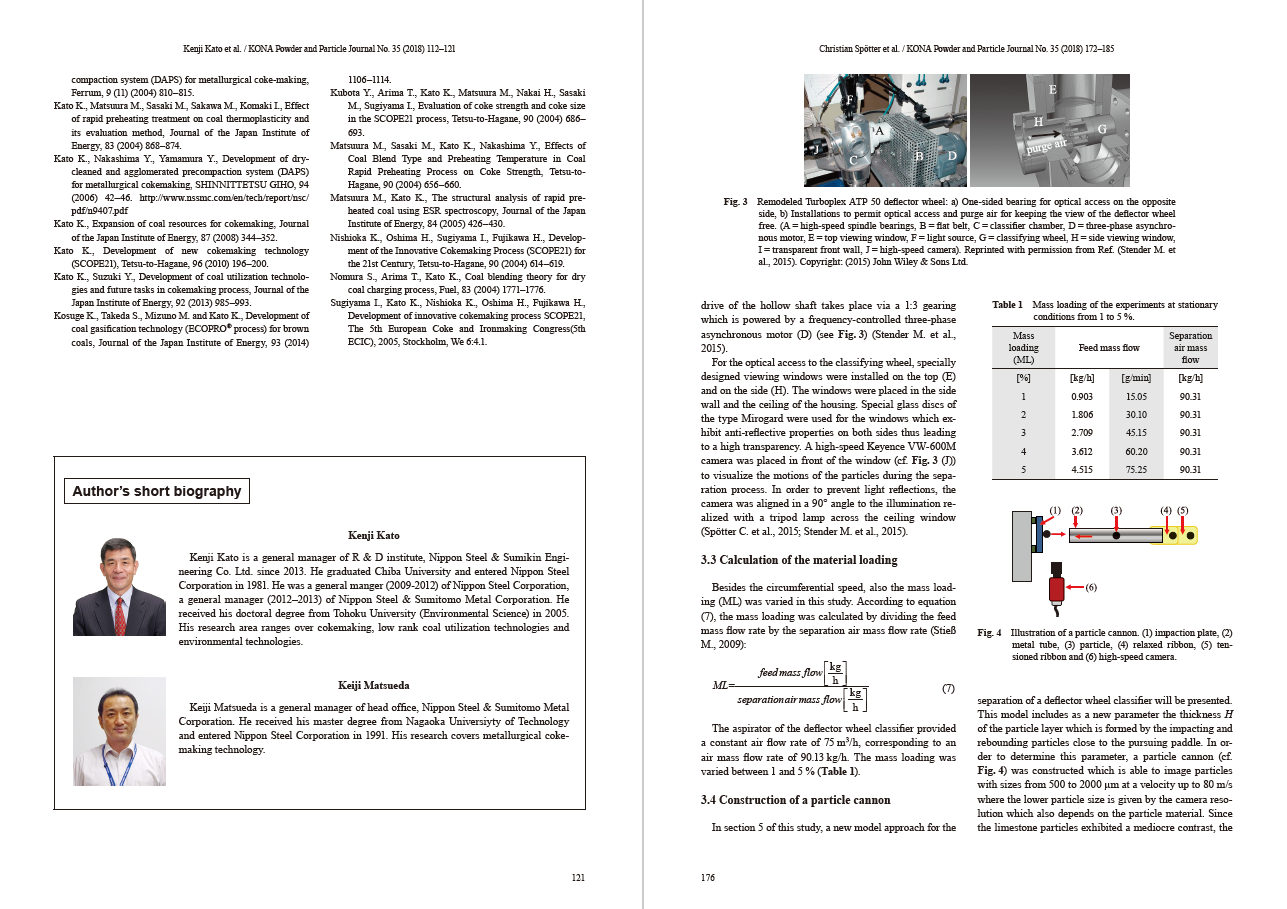 Kenji Kato et al. / KONA Powder and Particle Journal No. 35 (2018) 112–121
compaction system (DAPS) for metallurgical coke-making,
Ferrum, 9 (11) (2004) 810–815.
Kato K., Matsuura M., Sasaki M., Sakawa M., Komaki I., Effect
of rapid preheating treatment on coal thermoplasticity and
its evaluation method, Journal of the Japan Institute of
Energy, 83 (2004) 868–874.
Kato K., Nakashima Y., Yamamura Y., Development of dry-
cleaned and agglomerated precompaction system (DAPS)
for metallurgical cokemaking, SHINNITTETSU GIHO, 94
(2006) 42–46. http://www.nssmc.com/en/tech/report/nsc/
pdf/n9407.pdf
Kato K., Expansion of coal resources for cokemaking, Journal
of the Japan Institute of Energy, 87 (2008) 344–352.
Kato K., Development of new cokemaking technology
(SCOPE21), Tetsu-to-Hagane, 96 (2010) 196–200.
Kato K., Suzuki Y., Development of coal utilization technolo-
gies and future tasks in cokemaking process, Journal of the
Japan Institute of Energy, 92 (2013) 985–993.
Kosuge K., Takeda S., Mizuno M. and Kato K., Development of
coal gasification technology (ECOPRO® process) for brown
coals, Journal of the Japan Institute of Energy, 93 (2014)
1106–1114.
Kubota Y., Arima T., Kato K., Matsuura M., Nakai H., Sasaki
M., Sugiyama I., Evaluation of coke strength and coke size
in the SCOPE21 process, Tetsu-to-Hagane, 90 (2004) 686–
693.
Matsuura M., Sasaki M., Kato K., Nakashima Y., Effects of
Coal Blend Type and Preheating Temperature in Coal
Rapid Preheating Process on Coke Strength, Tetsu-to-
Hagane, 90 (2004) 656–660.
Matsuura M., Kato K., The structural analysis of rapid pre-
heated coal using ESR spectroscopy, Journal of the Japan
Institute of Energy, 84 (2005) 426–430.
Nishioka K., Oshima H., Sugiyama I., Fujikawa H., Develop-
ment of the Innovative Cokemaking Process (SCOPE21) for
the 21st Century, Tetsu-to-Hagane, 90 (2004) 614–619.
Nomura S., Arima T., Kato K., Coal blending theory for dry
coal charging process, Fuel, 83 (2004) 1771–1776.
Sugiyama I., Kato K., Nishioka K., Oshima H., Fujikawa H.,
Development of innovative cokemaking process SCOPE21,
The 5th European Coke and Ironmaking Congress(5th
ECIC), 2005, Stockholm, We 6:4.1.
Author's short biography
Kenji Kato
Kenji Kato is a general manager of R & D institute, Nippon Steel & Sumikin Engi-
neering Co. Ltd. since 2013. He graduated Chiba University and entered Nippon Steel
Corporation in 1981. He was a general manger (2009-2012) of Nippon Steel Corporation,
a general manager (2012–2013) of Nippon Steel & Sumitomo Metal Corporation. He
received his doctoral degree from Tohoku University (Environmental Science) in 2005.
His research area ranges over cokemaking, low rank coal utilization technologies and
environmental technologies.
Keiji Matsueda
Keiji Matsueda is a general manager of head office, Nippon Steel & Sumitomo Metal
Corporation. He received his master degree from Nagaoka Universiyty of Technology
and entered Nippon Steel Corporation in 1991. His research covers metallurgical coke-
making technology.
121
Christian Spötter et al. / KONA Powder and Particle Journal No. 35 (2018) 172–185
F
A
J
C
B
D
E
H
G
purge air
Fig. 3 Remodeled Turboplex ATP 50 deflector wheel: a) One-sided bearing for optical access on the opposite
side, b) Installations to permit optical access and purge air for keeping the view of the deflector wheel
free. (A = high-speed spindle bearings, B = flat belt, C = classifier chamber, D = three-phase asynchro-
nous motor, E = top viewing window, F = light source, G = classifying wheel, H = side viewing window,
I = transparent front wall, J = high-speed camera). Reprinted with permission from Ref. (Stender M. et
al., 2015). Copyright: (2015) John Wiley & Sons Ltd.
drive of the hollow shaft takes place via a 1:3 gearing
which is powered by a frequency-controlled three-phase
asynchronous motor (D) (see Fig. 3) (Stender M. et al.,
2015).
For the optical access to the classifying wheel, specially
designed viewing windows were installed on the top (E)
and on the side (H). The windows were placed in the side
wall and the ceiling of the housing. Special glass discs of
the type Mirogard were used for the windows which ex-
hibit anti-reflective properties on both sides thus leading
to a high transparency. A high-speed Keyence VW-600M
camera was placed in front of the window (cf. Fig. 3 (J))
to visualize the motions of the particles during the sepa-
ration process. In order to prevent light reflections, the
camera was aligned in a 90° angle to the illumination re-
alized with a tripod lamp across the ceiling window
(Spötter C. et al., 2015; Stender M. et al., 2015).
3.3 Calculation of the material loading
Besides the circumferential speed, also the mass load-
ing (ML) was varied in this study. According to equation
(7), the mass loading was calculated by dividing the feed
mass flow rate by the separation air mass flow rate (Stieß
M., 2009):
ML= feed mass flow [kg/h] / separation air mass flow [kg/h] (7)
The aspirator of the deflector wheel classifier provided
a constant air flow rate of 75 m³/h, corresponding to an
air mass flow rate of 90.13 kg/h. The mass loading was
varied between 1 and 5 % (Table 1).
3.4 Construction of a particle cannon
In section 5 of this study, a new model approach for the
Table 1 Mass loading of the experiments at stationary
conditions from 1 to 5 %.
Mass loading (ML) Feed mass flow Separation air mass flow
[%] [kg/h] [g/min] [kg/h]
1 0.903 15.05 90.31
2 1.806 30.10 90.31
3 2.709 45.15 90.31
4 3.612 60.20 90.31
5 4.515 75.25 90.31
(1) (2) (3) (4) (5)
(6)
Fig. 4 Illustration of a particle cannon. (1) impaction plate, (2)
metal tube, (3) particle, (4) relaxed ribbon, (5) ten-
sioned ribbon and (6) high-speed camera.
separation of a deflector wheel classifier will be presented.
This model includes as a new parameter the thickness H
of the particle layer which is formed by the impacting and
rebounding particles close to the pursuing paddle. In or-
der to determine this parameter, a particle cannon (cf.
Fig. 4) was constructed which is able to image particles
with sizes from 500 to 2000 μm at a velocity up to 80 m/s
where the lower particle size is given by the camera reso-
lution which also depends on the particle material. Since
the limestone particles exhibited a mediocre contrast, the
176